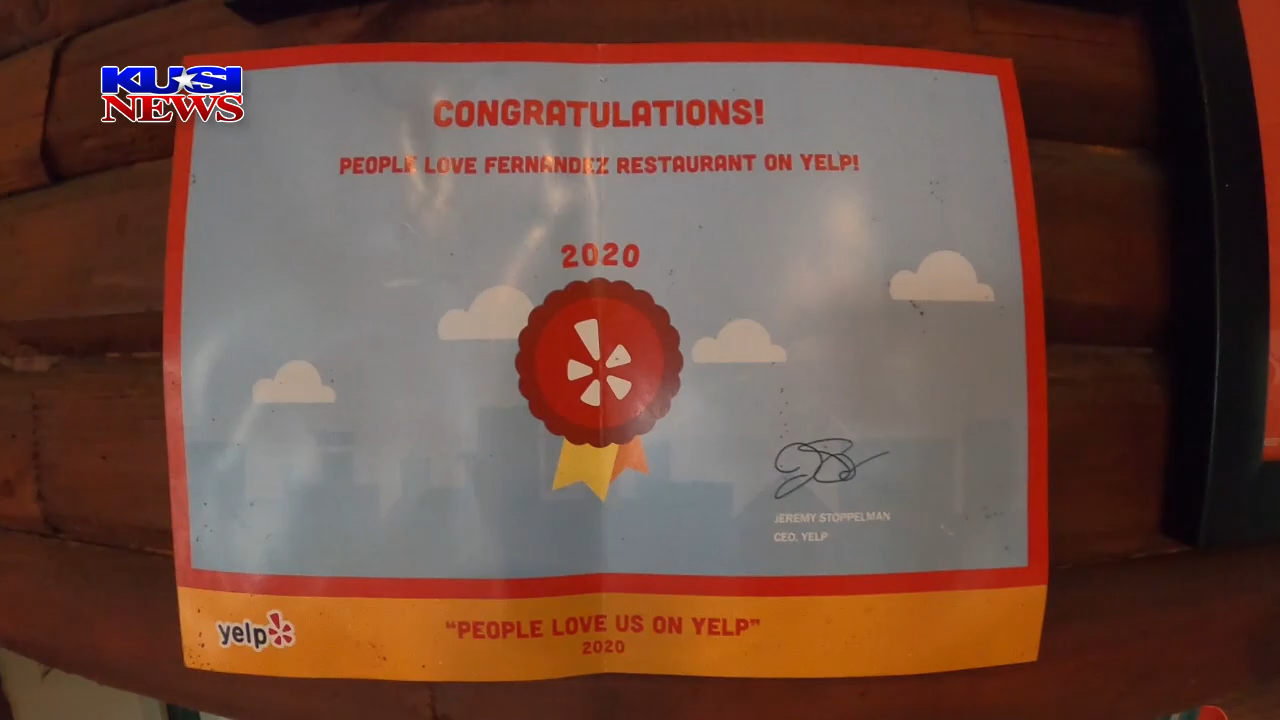 KUSI
NEWS
CONGRATULATIONS!
PEOPLE LOVE FERNANDEZ RESTAURANT ON YELP!
2020
JEREMY STOPPELMAN
CEO, YELP
yelp
"PEOPLE LOVE US ON YELP"
2020